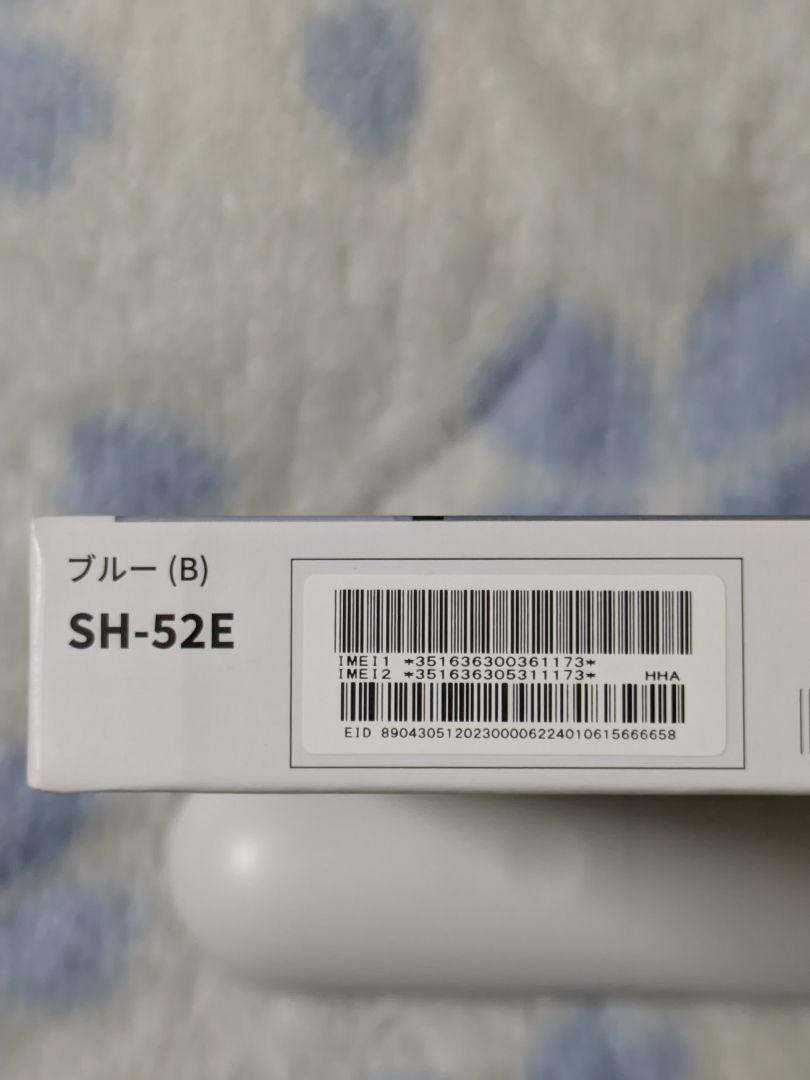 ブルー (B)
SH-52E
IMEI1 *351636300361173*
IMEI2 *351636305311173* HHA
EID 89043051202300006224010615666658